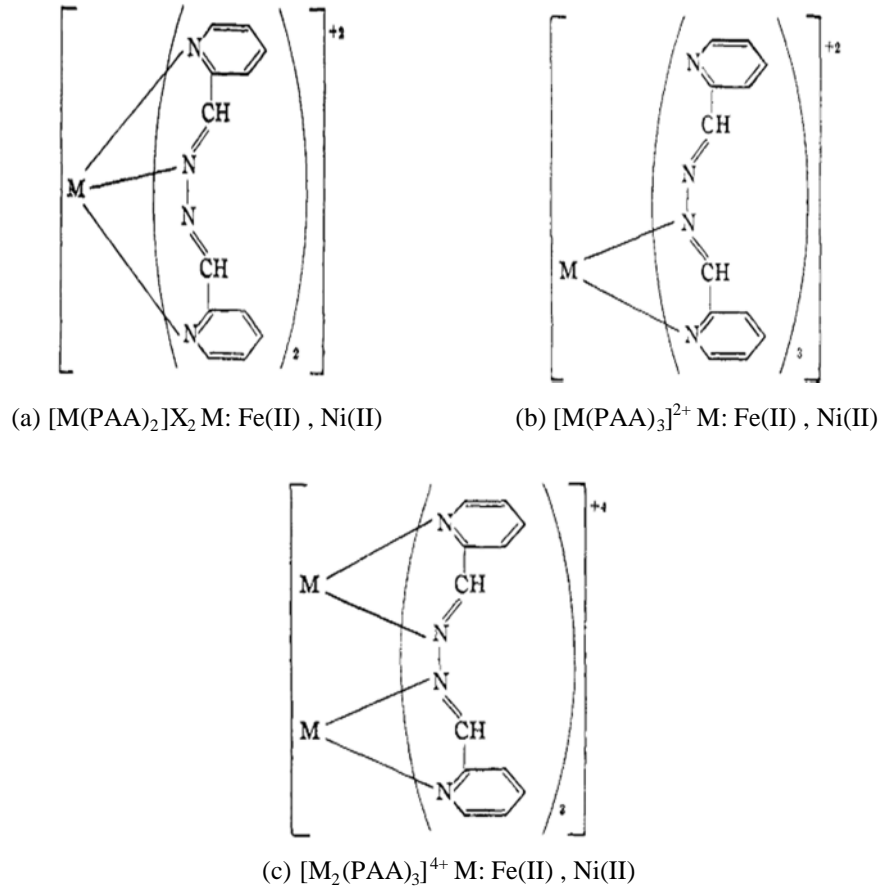 +2
N
CH
M
N
N
CH
N
2
(a) [M(PAA)₂]X₂ M: Fe(II) , Ni(II)
+2
N
CH
N
N
M
CH
N
3
(b) [M(PAA)₃]²⁺ M: Fe(II) , Ni(II)
+4
N
M
CH
N
N
M
CH
N
3
(c) [M₂(PAA)₃]⁴⁺ M: Fe(II) , Ni(II)